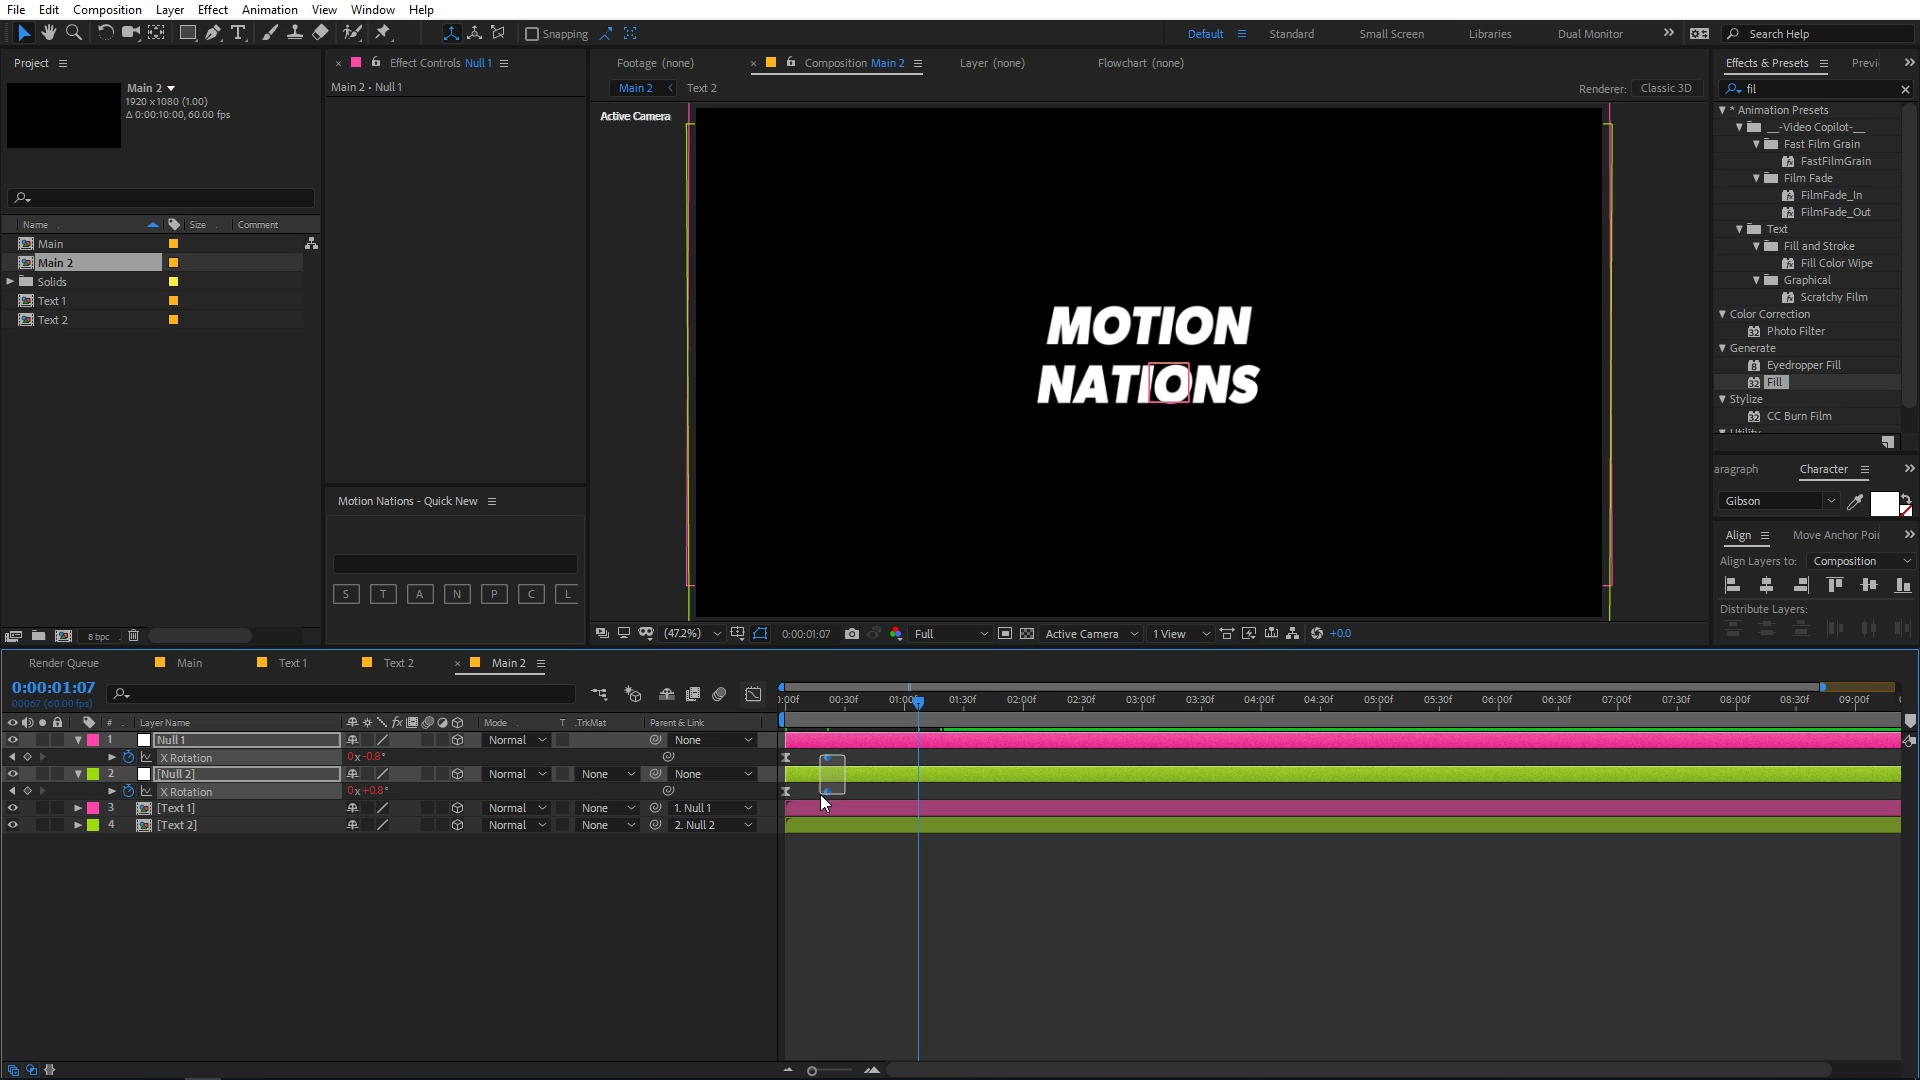 File Edit Composition Layer Effect Animation View Window Help
Snapping Default Standard Small Screen Libraries Dual Monitor Search Help
Project
Main 2
1920 x 1080 (1.00)
Δ 0:00:10:00, 60.00 fps
Name Size Comment
Main
Main 2
Solids
Text 1
Text 2
8 bpc
Effect Controls Null 1
Main 2 • Null 1
Motion Nations - Quick New
S T A N P C L
Footage (none) Composition Main 2 Layer (none) Flowchart (none)
Main 2 Text 2 Renderer: Classic 3D
Active Camera
MOTION
NATIONS
(47.2%) 0:00:01:07 Full Active Camera 1 View +0.0
Effects & Presets Previ
fil
* Animation Presets
__-Video Copilot-__
Fast Film Grain
FastFilmGrain
Film Fade
FilmFade_In
FilmFade_Out
Text
Fill and Stroke
Fill Color Wipe
Graphical
Scratchy Film
Color Correction
Photo Filter
Generate
Eyedropper Fill
Fill
Stylize
CC Burn Film
aragraph Character
Gibson
Align Move Anchor Poi
Align Layers to: Composition
Distribute Layers:
Render Queue Main Text 1 Text 2 Main 2
0:00:01:07
00067 (60.00 fps)
:00f 00:30f 01:00f 01:30f 02:00f 02:30f 03:00f 03:30f 04:00f 04:30f 05:00f 05:30f 06:00f 06:30f 07:00f 07:30f 08:00f 08:30f 09:00f
# Layer Name Mode T .TrkMat Parent & Link
1 Null 1 Normal None
X Rotation 0x-0.8°
2 [Null 2] Normal None None
X Rotation 0x+0.8°
3 [Text 1] Normal None 1. Null 1
4 [Text 2] Normal None 2. Null 2